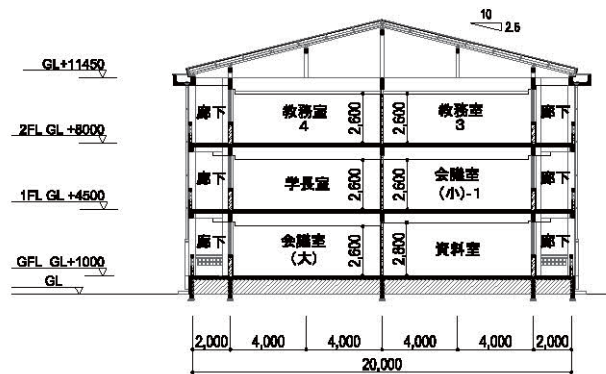 10
2.5
GL+11450
廊下
教務室
4
2,600
2,600
教務室
3
廊下
2FL GL +8000
廊下
学長室
2,600
2,600
会議室
(小)-1
廊下
1FL GL +4500
廊下
会議室
(大)
2,600
2,800
資料室
廊下
GFL GL+1000
GL
2,000
4,000
4,000
4,000
4,000
2,000
20,000